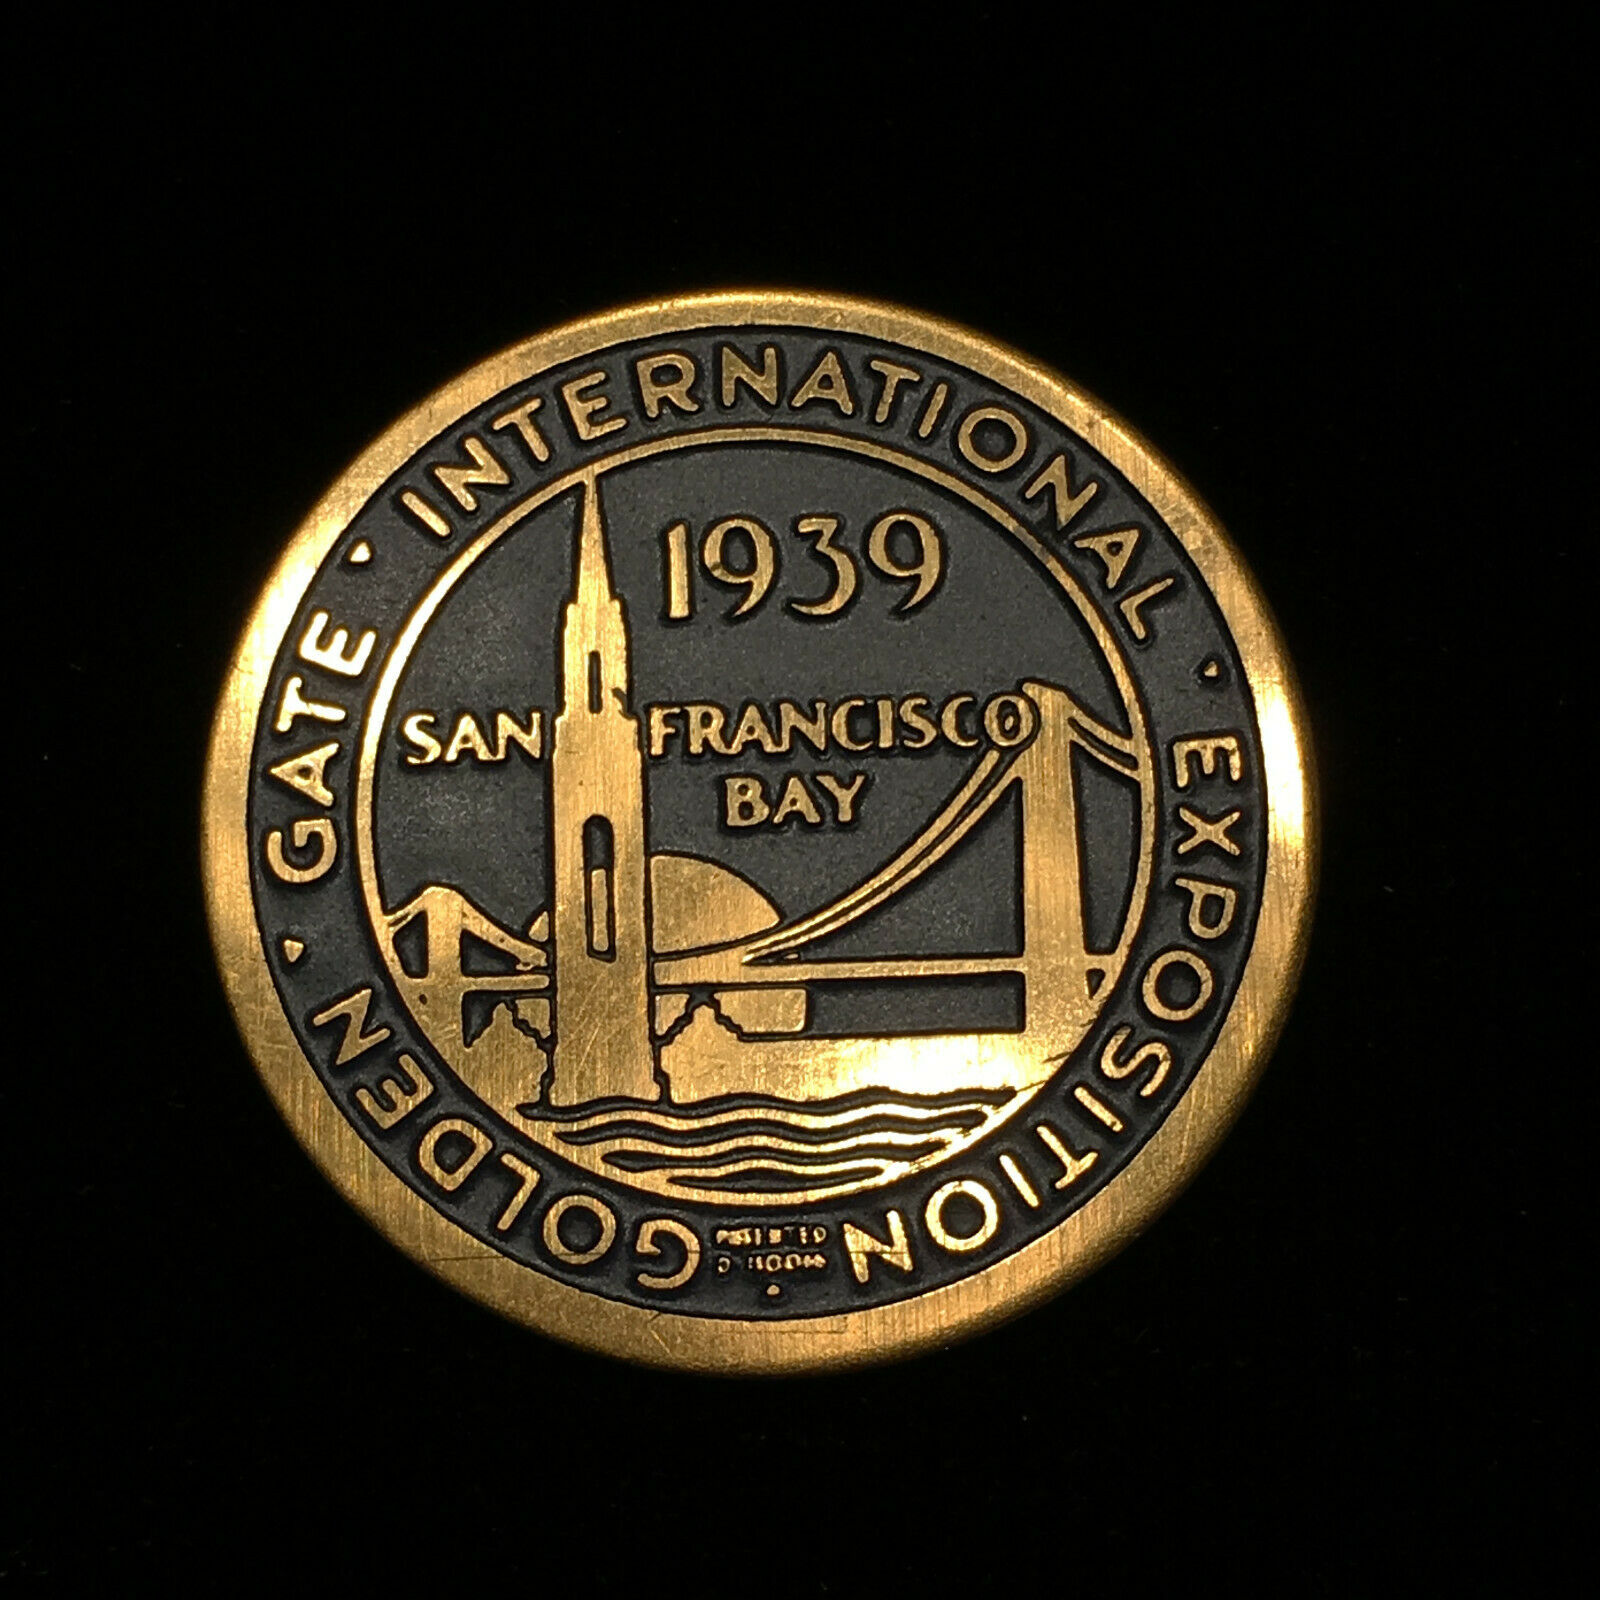 GOLDEN · GATE · INTERNATIONAL · EXPOSITION ·
1939
SAN FRANCISCO
BAY